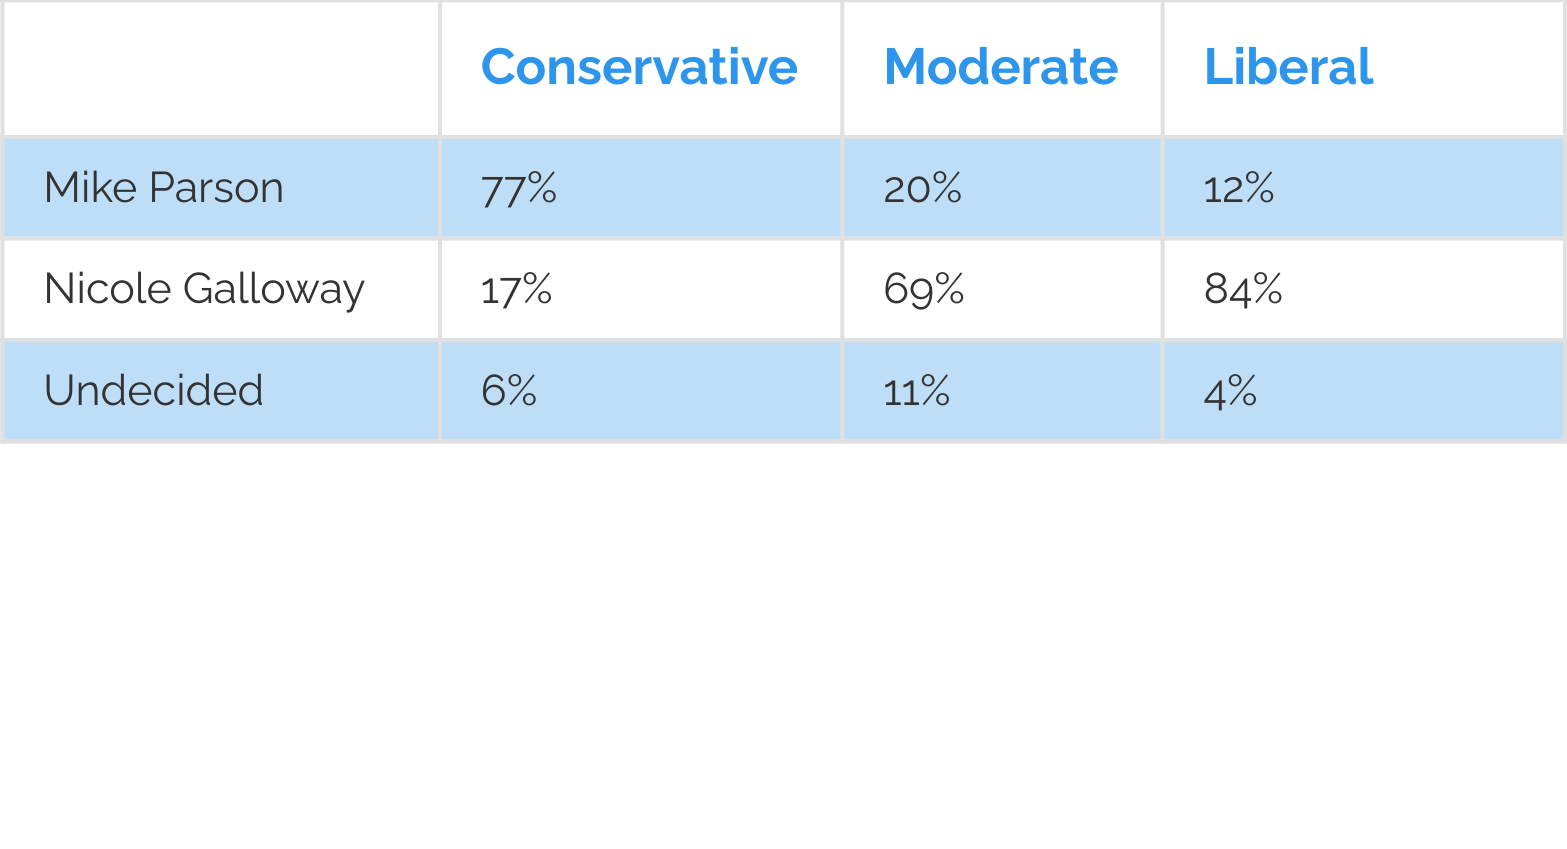 Conservative Moderate Liberal
Mike Parson 77% 20% 12%
Nicole Galloway 17% 69% 84%
Undecided 6% 11% 4%